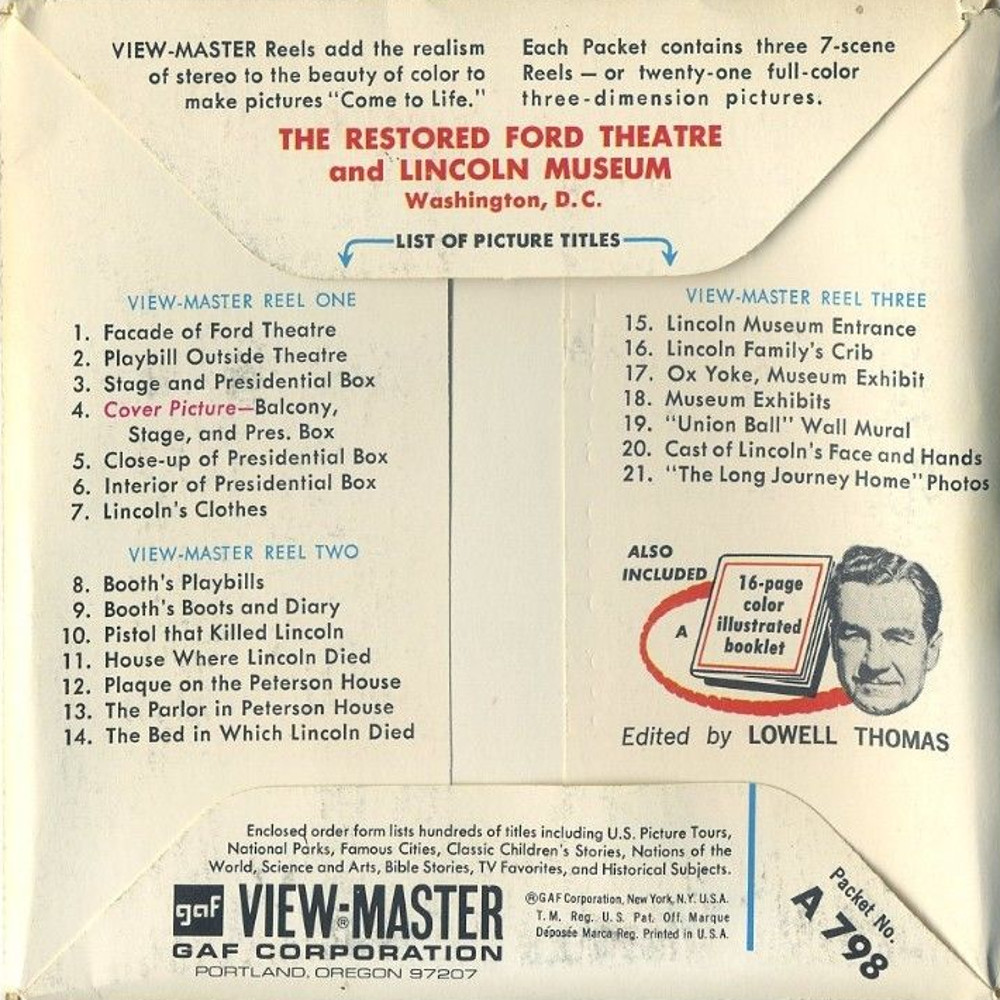 VIEW-MASTER Reels add the realism
of stereo to the beauty of color to
make pictures "Come to Life."
Each Packet contains three 7-scene
Reels — or twenty-one full-color
three-dimension pictures.
THE RESTORED FORD THEATRE
and LINCOLN MUSEUM
Washington, D.C.
LIST OF PICTURE TITLES
VIEW-MASTER REEL ONE
1. Facade of Ford Theatre
2. Playbill Outside Theatre
3. Stage and Presidential Box
4. Cover Picture—Balcony,
Stage, and Pres. Box
5. Close-up of Presidential Box
6. Interior of Presidential Box
7. Lincoln's Clothes
VIEW-MASTER REEL TWO
8. Booth's Playbills
9. Booth's Boots and Diary
10. Pistol that Killed Lincoln
11. House Where Lincoln Died
12. Plaque on the Peterson House
13. The Parlor in Peterson House
14. The Bed in Which Lincoln Died
VIEW-MASTER REEL THREE
15. Lincoln Museum Entrance
16. Lincoln Family's Crib
17. Ox Yoke, Museum Exhibit
18. Museum Exhibits
19. "Union Ball" Wall Mural
20. Cast of Lincoln's Face and Hands
21. "The Long Journey Home" Photos
ALSO
INCLUDED
A
16-page
color
illustrated
booklet
Edited by LOWELL THOMAS
Enclosed order form lists hundreds of titles including U.S. Picture Tours,
National Parks, Famous Cities, Classic Children's Stories, Nations of the
World, Science and Arts, Bible Stories, TV Favorites, and Historical Subjects.
gaf VIEW-MASTER®
GAF CORPORATION
PORTLAND, OREGON 97207
®GAF Corporation, New York, N.Y. U.S.A.
T.M. Reg. U.S. Pat. Off. Marque
Déposée Marca Reg. Printed in U.S.A.
Packet No.
A 798